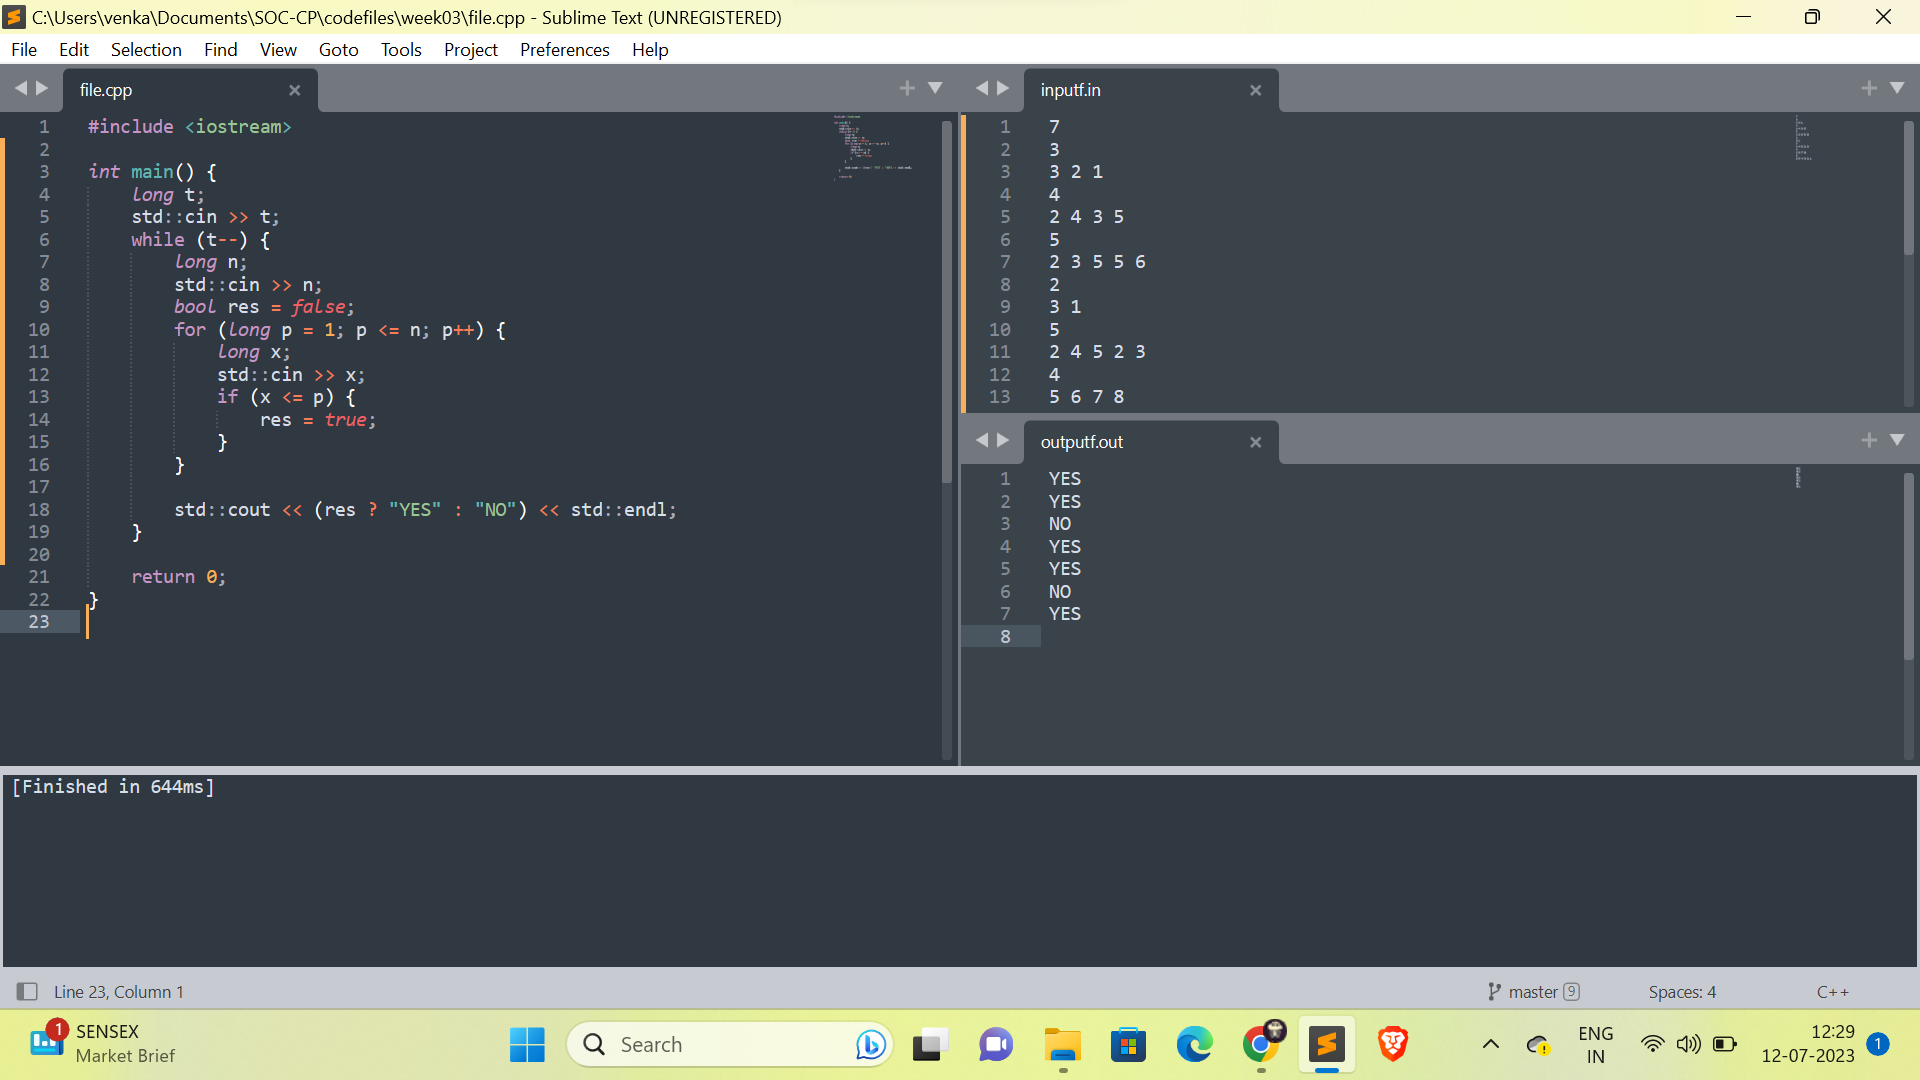 C:\Users\venka\Documents\SOC-CP\codefiles\week03\file.cpp - Sublime Text (UNREGISTERED)
File Edit Selection Find View Goto Tools Project Preferences Help
file.cpp
1 #include <iostream>
2
3 int main() {
4 long t;
5 std::cin >> t;
6 while (t--) {
7 long n;
8 std::cin >> n;
9 bool res = false;
10 for (long p = 1; p <= n; p++) {
11 long x;
12 std::cin >> x;
13 if (x <= p) {
14 res = true;
15 }
16 }
17
18 std::cout << (res ? "YES" : "NO") << std::endl;
19 }
20
21 return 0;
22 }
23
inputf.in
1 7
2 3
3 3 2 1
4 4
5 2 4 3 5
6 5
7 2 3 5 5 6
8 2
9 3 1
10 5
11 2 4 5 2 3
12 4
13 5 6 7 8
outputf.out
1 YES
2 YES
3 NO
4 YES
5 YES
6 NO
7 YES
8
[Finished in 644ms]
Line 23, Column 1
master 9
Spaces: 4
C++
1
SENSEX
Market Brief
Search
ENG
IN
12:29
12-07-2023
1